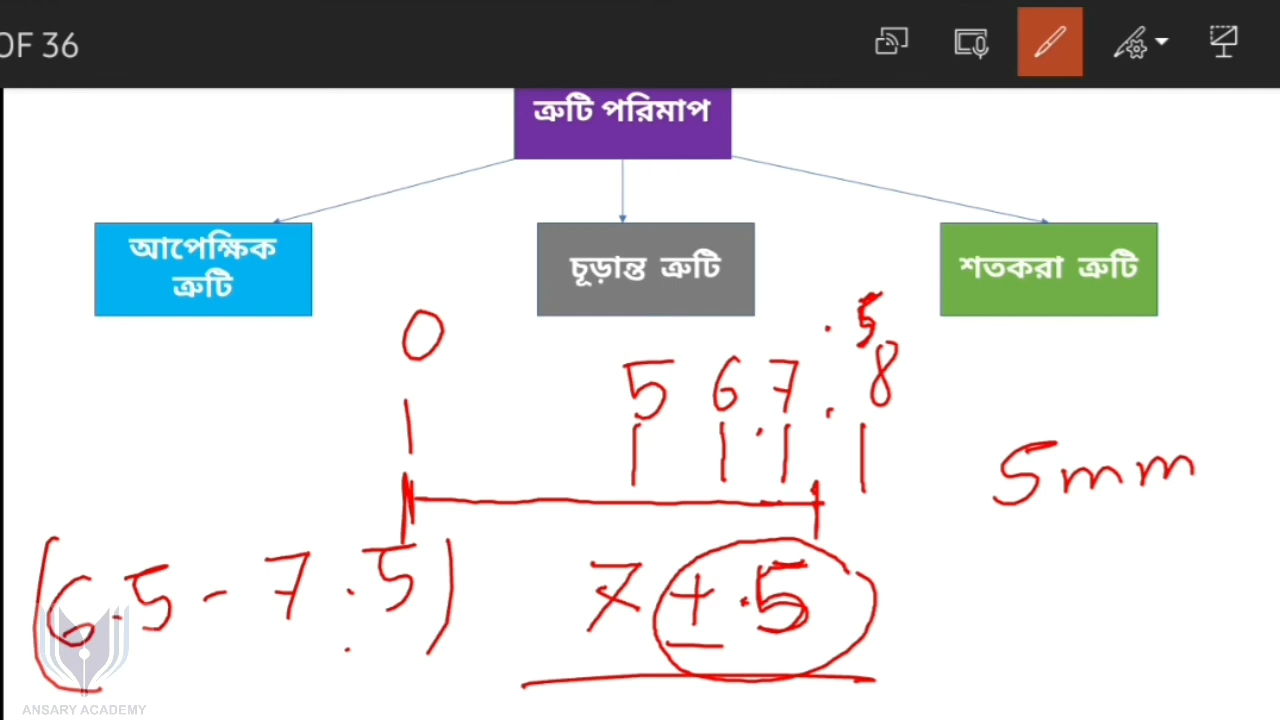 OF 36
ত্রুটি পরিমাপ
আপেক্ষিক
ত্রুটি
চূড়ান্ত ত্রুটি
শতকরা ত্রুটি
0
.5
5 6 7 . 8
5mm
(6.5 - 7.5)
7 ± .5
ANSARY ACADEMY